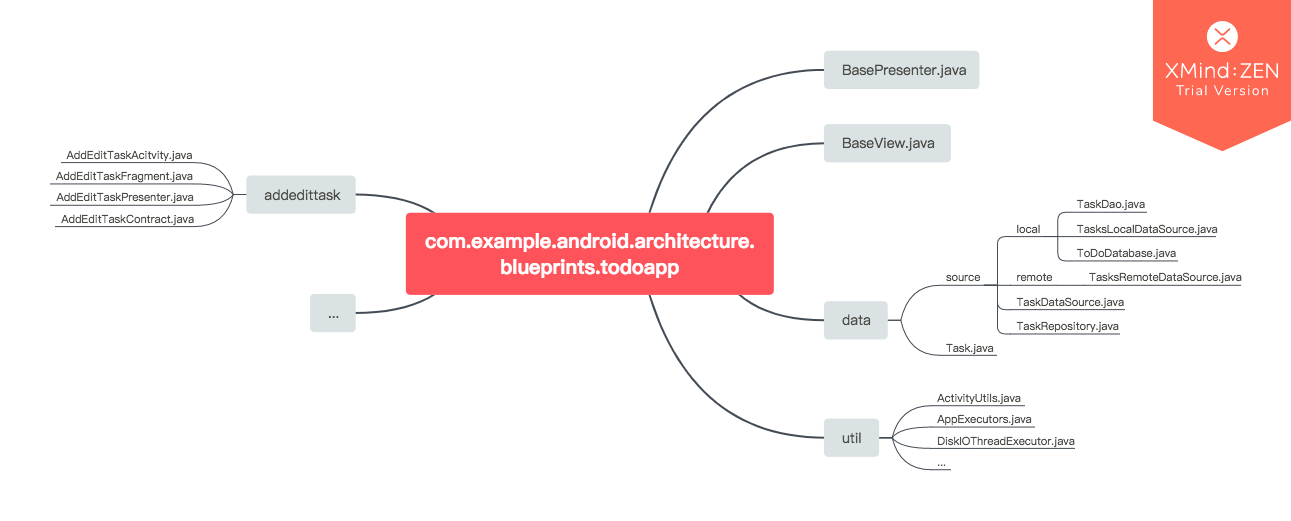 XMind:ZEN
Trial Version
BasePresenter.java
BaseView.java
AddEditTaskAcitvity.java
AddEditTaskFragment.java
AddEditTaskPresenter.java
AddEditTaskContract.java
addedittask
com.example.android.architecture.
blueprints.todoapp
...
data
source
local
TaskDao.java
TasksLocalDataSource.java
ToDoDatabase.java
remote
TasksRemoteDataSource.java
TaskDataSource.java
TaskRepository.java
Task.java
util
ActivityUtils.java
AppExecutors.java
DiskIOThreadExecutor.java
...